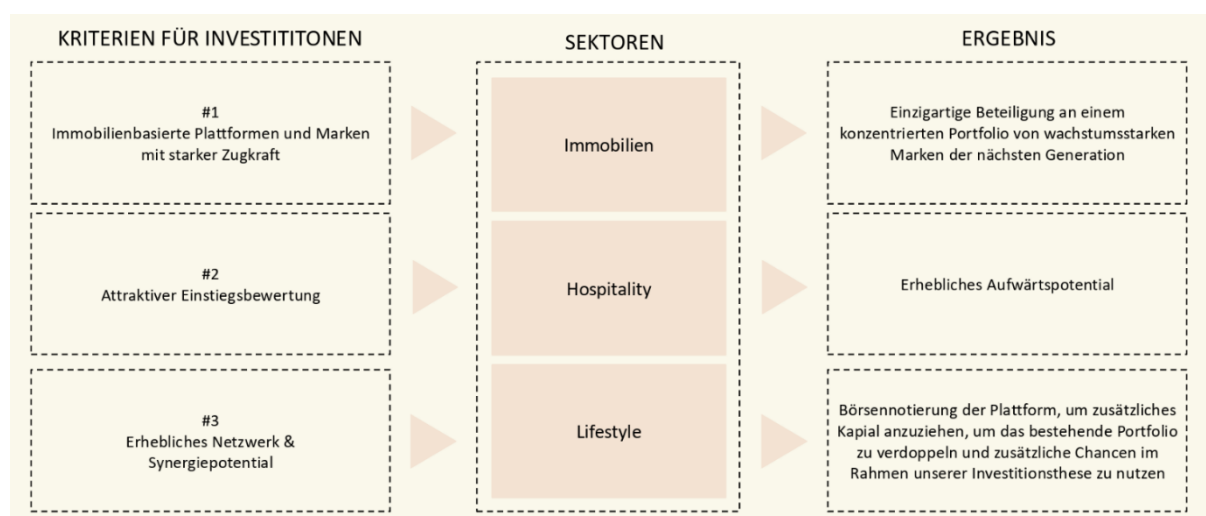 KRITERIEN FÜR INVESTITITONEN
#1
Immobilienbasierte Plattformen und Marken
mit starker Zugkraft
#2
Attraktiver Einstiegsbewertung
#3
Erhebliches Netzwerk &
Synergiepotential
SEKTOREN
Immobilien
Hospitality
Lifestyle
ERGEBNIS
Einzigartige Beteiligung an einem
konzentrierten Portfolio von wachstumsstarken
Marken der nächsten Generation
Erhebliches Aufwärtspotential
Börsennotierung der Plattform, um zusätzliches
Kapial anzuziehen, um das bestehende Portfolio
zu verdoppeln und zusätzliche Chancen im
Rahmen unserer Investitionsthese zu nutzen